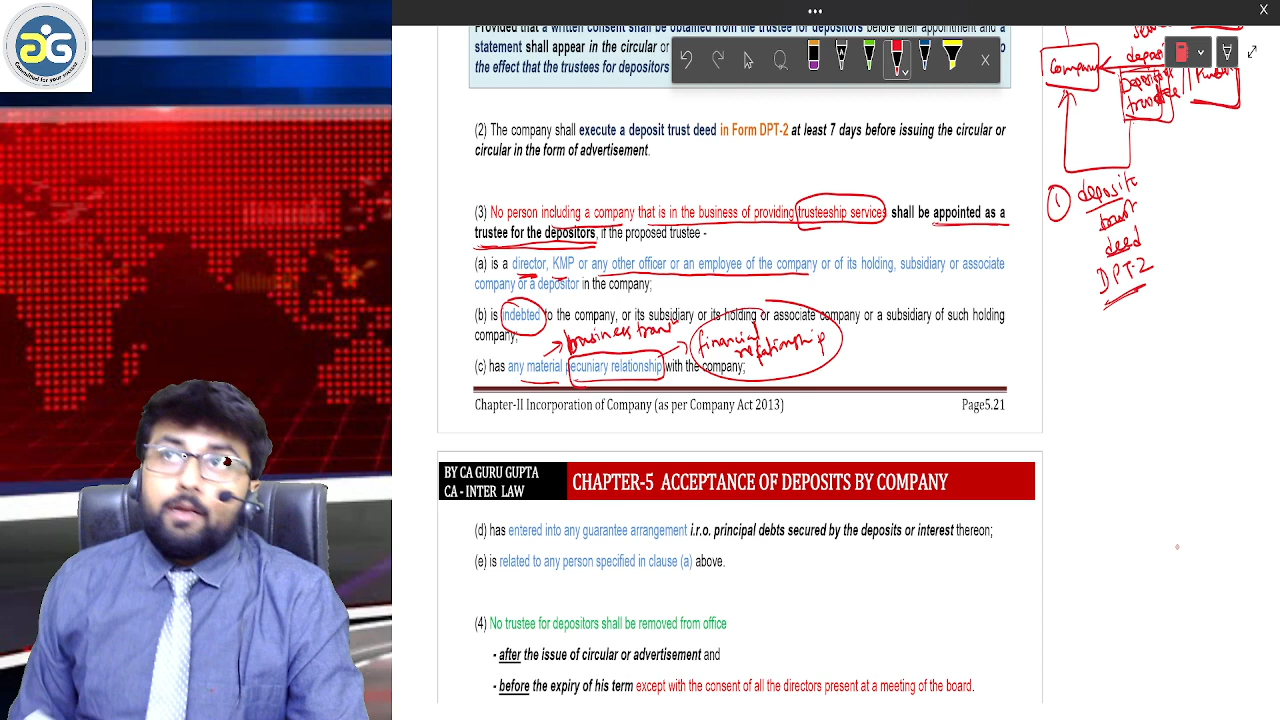 Provided that a written consent shall be obtained from the trustee for depositors before their appointment and a
statement shall appear in the circular or
the effect that the trustees for depositors
(2) The company shall execute a deposit trust deed in Form DPT-2 at least 7 days before issuing the circular or
circular in the form of advertisement.
(3) No person including a company that is in the business of providing trusteeship services shall be appointed as a
trustee for the depositors, if the proposed trustee -
(a) is a director, KMP or any other officer or an employee of the company or of its holding, subsidiary or associate
company or a depositor in the company;
(b) is indebted to the company, or its subsidiary or its holding or associate company or a subsidiary of such holding
company;
business
financial
relationship
(c) has any material pecuniary relationship with the company;
Chapter-II Incorporation of Company (as per Company Act 2013) Page5.21
BY CA GURU GUPTA
CA - INTER LAW
CHAPTER-5 ACCEPTANCE OF DEPOSITS BY COMPANY
(d) has entered into any guarantee arrangement i.r.o. principal debts secured by the deposits or interest thereon;
(e) is related to any person specified in clause (a) above.
(4) No trustee for depositors shall be removed from office
- after the issue of circular or advertisement and
- before the expiry of his term except with the consent of all the directors present at a meeting of the board.
Company
① deposite
deed
DPT-2